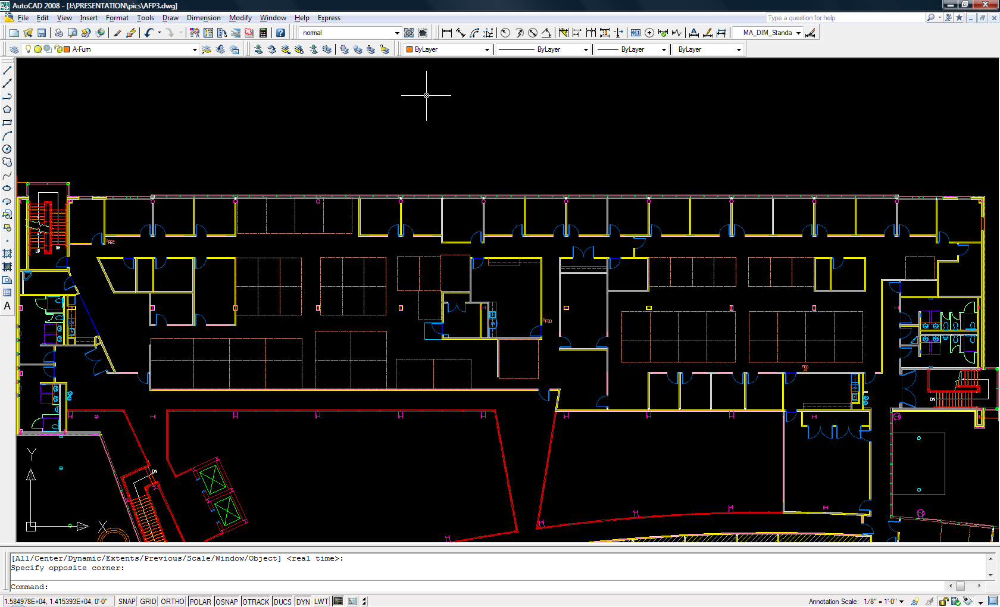 AutoCAD 2008 - [J:\PRESENTATION\pics\AFP3.dwg]
File Edit View Insert Format Tools Draw Dimension Modify Window Help Express
Type a question for help
normal
MA_DIM_Standa
A-Furn
ByLayer
ByLayer
ByLayer
ByLayer
A
FEC
UP
DN
FEC
FEC
DN
DN
Y
X
[All/Center/Dynamic/Extents/Previous/Scale/Window/Object] <real time>:
Specify opposite corner:
Command:
1.584978E+04, 1.415393E+04, 0'-0" SNAP GRID ORTHO POLAR OSNAP OTRACK DUCS DYN LWT
Annotation Scale: 1/8" = 1'-0"